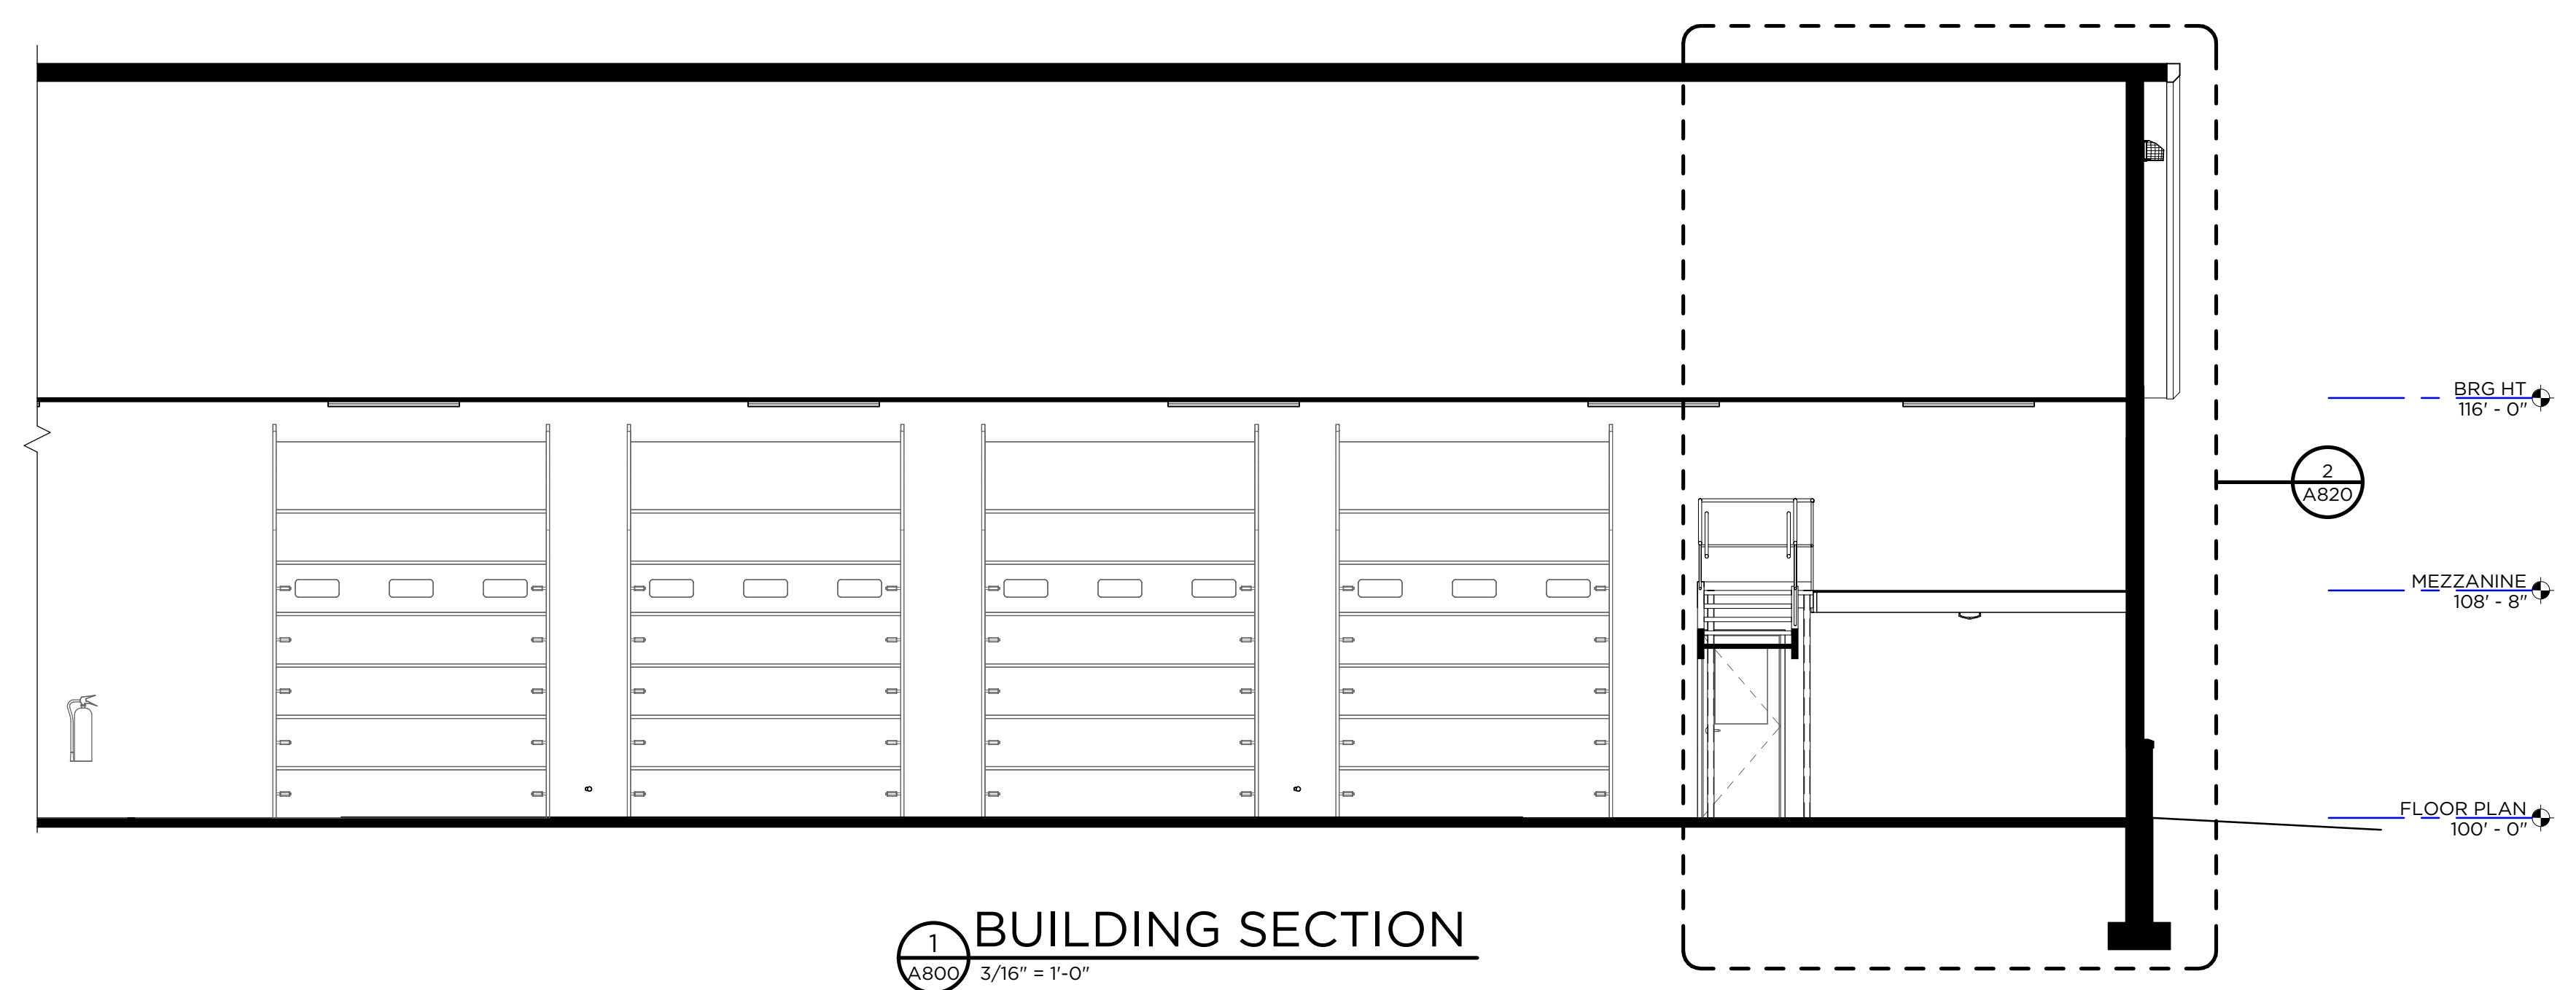 BRG HT
116' - 0"
2
A820
MEZZANINE
108' - 8"
FLOOR PLAN
100' - 0"
1
A800
BUILDING SECTION
3/16" = 1'-0"